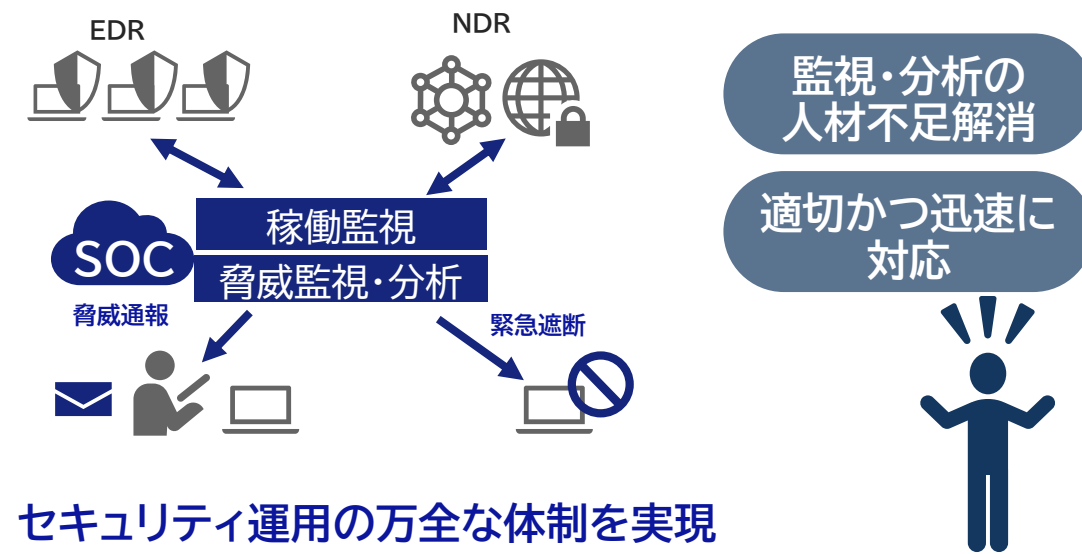 EDR
NDR
監視・分析の
人材不足解消
適切かつ迅速に
対応
SOC
稼働監視
脅威監視・分析
脅威通報
緊急遮断
セキュリティ運用の万全な体制を実現